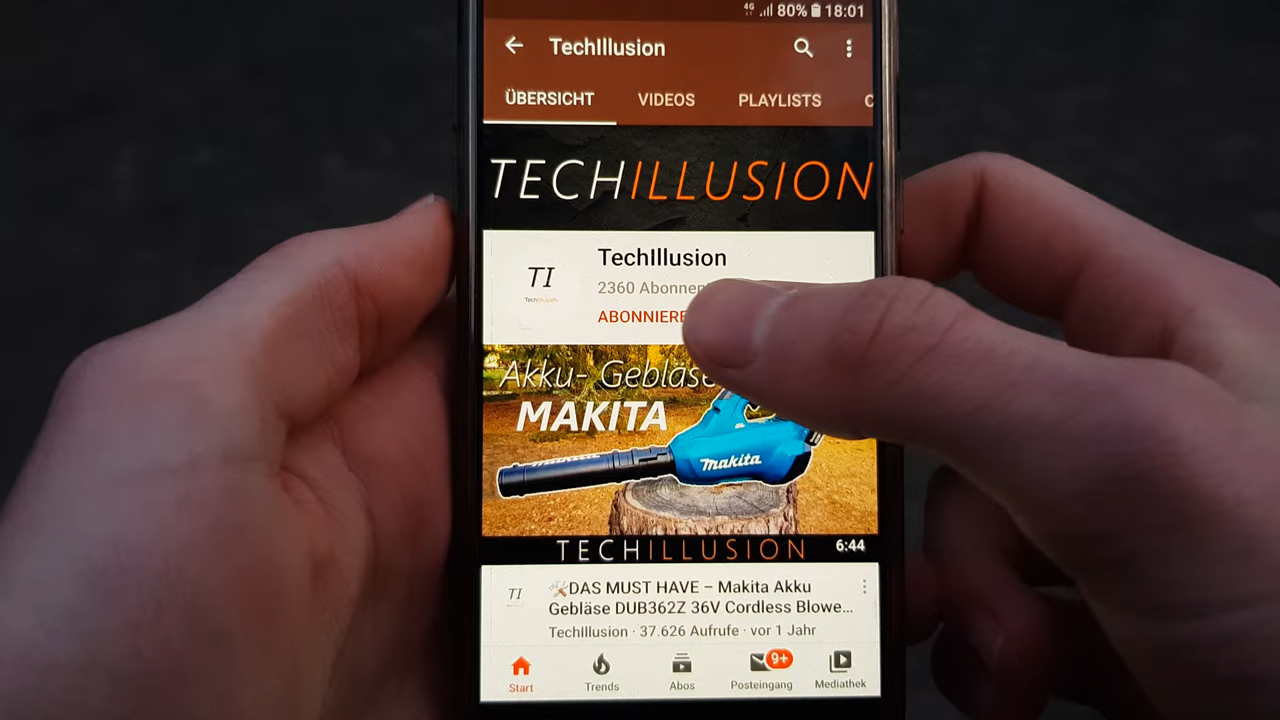 4G 80% 18:01
TechIllusion
ÜBERSICHT VIDEOS PLAYLISTS
TECHILLUSION
TI
TechIllusion
2360
Akku- Gebläse
MAKITA
makita
TECHILLUSION 6:44
TI
🛠DAS MUST HAVE – Makita Akku
Gebläse DUB362Z 36V Cordless Blowe...
TechIllusion · 37.626 Aufrufe · vor 1 Jahr
9+
Start Trends Abos Posteingang Mediathek